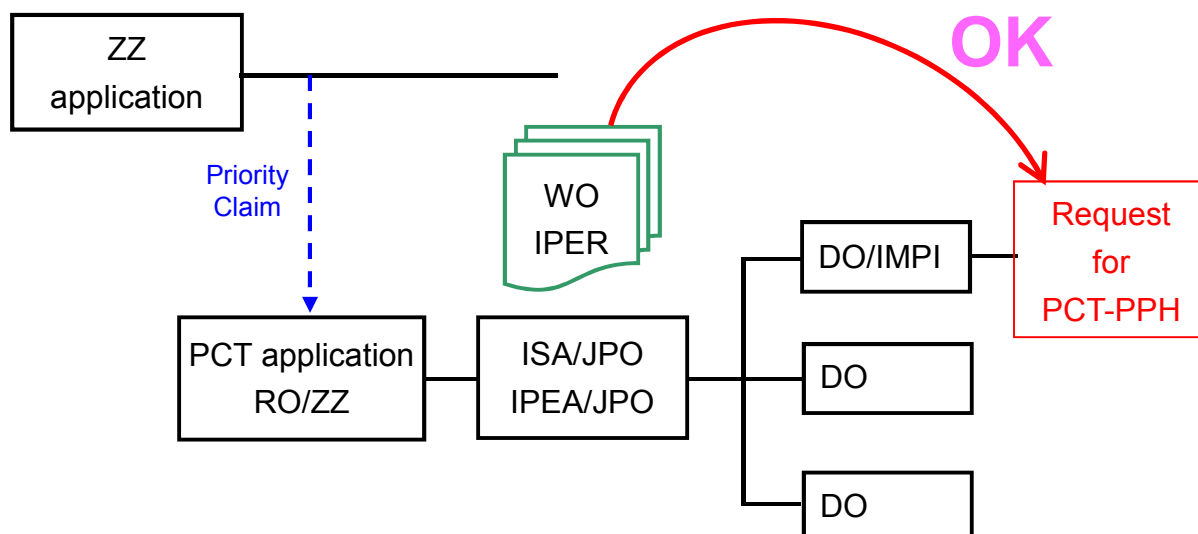 ZZ
application
OK
Priority
Claim
WO
IPER
Request
for
PCT-PPH
DO/IMPI
PCT application
RO/ZZ
ISA/JPO
IPEA/JPO
DO
DO